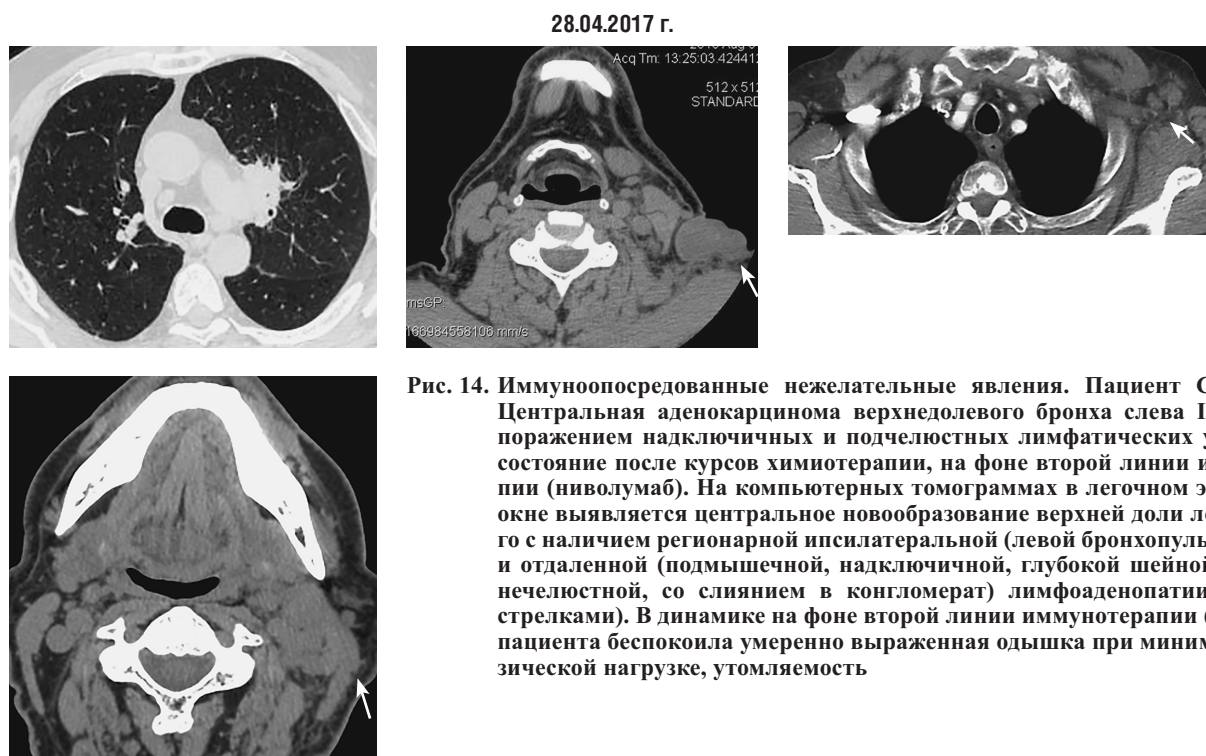 28.04.2017 г.
Acq Tm: 13:25:03.424412
512 x 512
STANDARD
msGP:
166984558106 mm/s
Рис. 14. Иммуноопосредованные нежелательные явления. Пациент С
Центральная аденокарцинома верхнедолевого бронха слева I
поражением надключичных и подчелюстных лимфатических у
состояние после курсов химиотерапии, на фоне второй линии и
пии (ниволумаб). На компьютерных томограммах в легочном э
окне выявляется центральное новообразование верхней доли ле
го с наличием регионарной ипсилатеральной (левой бронхопуль
и отдаленной (подмышечной, надключичной, глубокой шейной
нечелюстной, со слиянием в конгломерат) лимфоаденопатии
стрелками). В динамике на фоне второй линии иммунотерапии (
пациента беспокоила умеренно выраженная одышка при миним
зической нагрузке, утомляемость